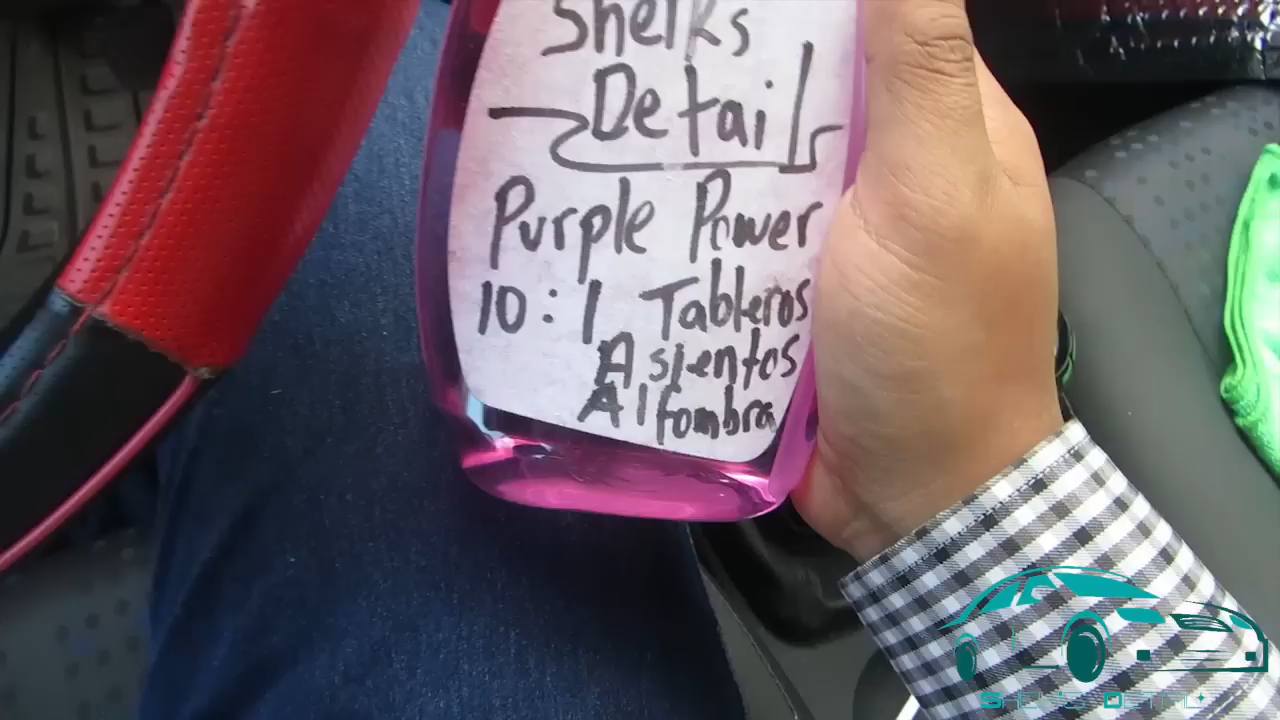 Sheiks
Detail
Purple Power
10:1 Tableros
Asientos
Alfombra